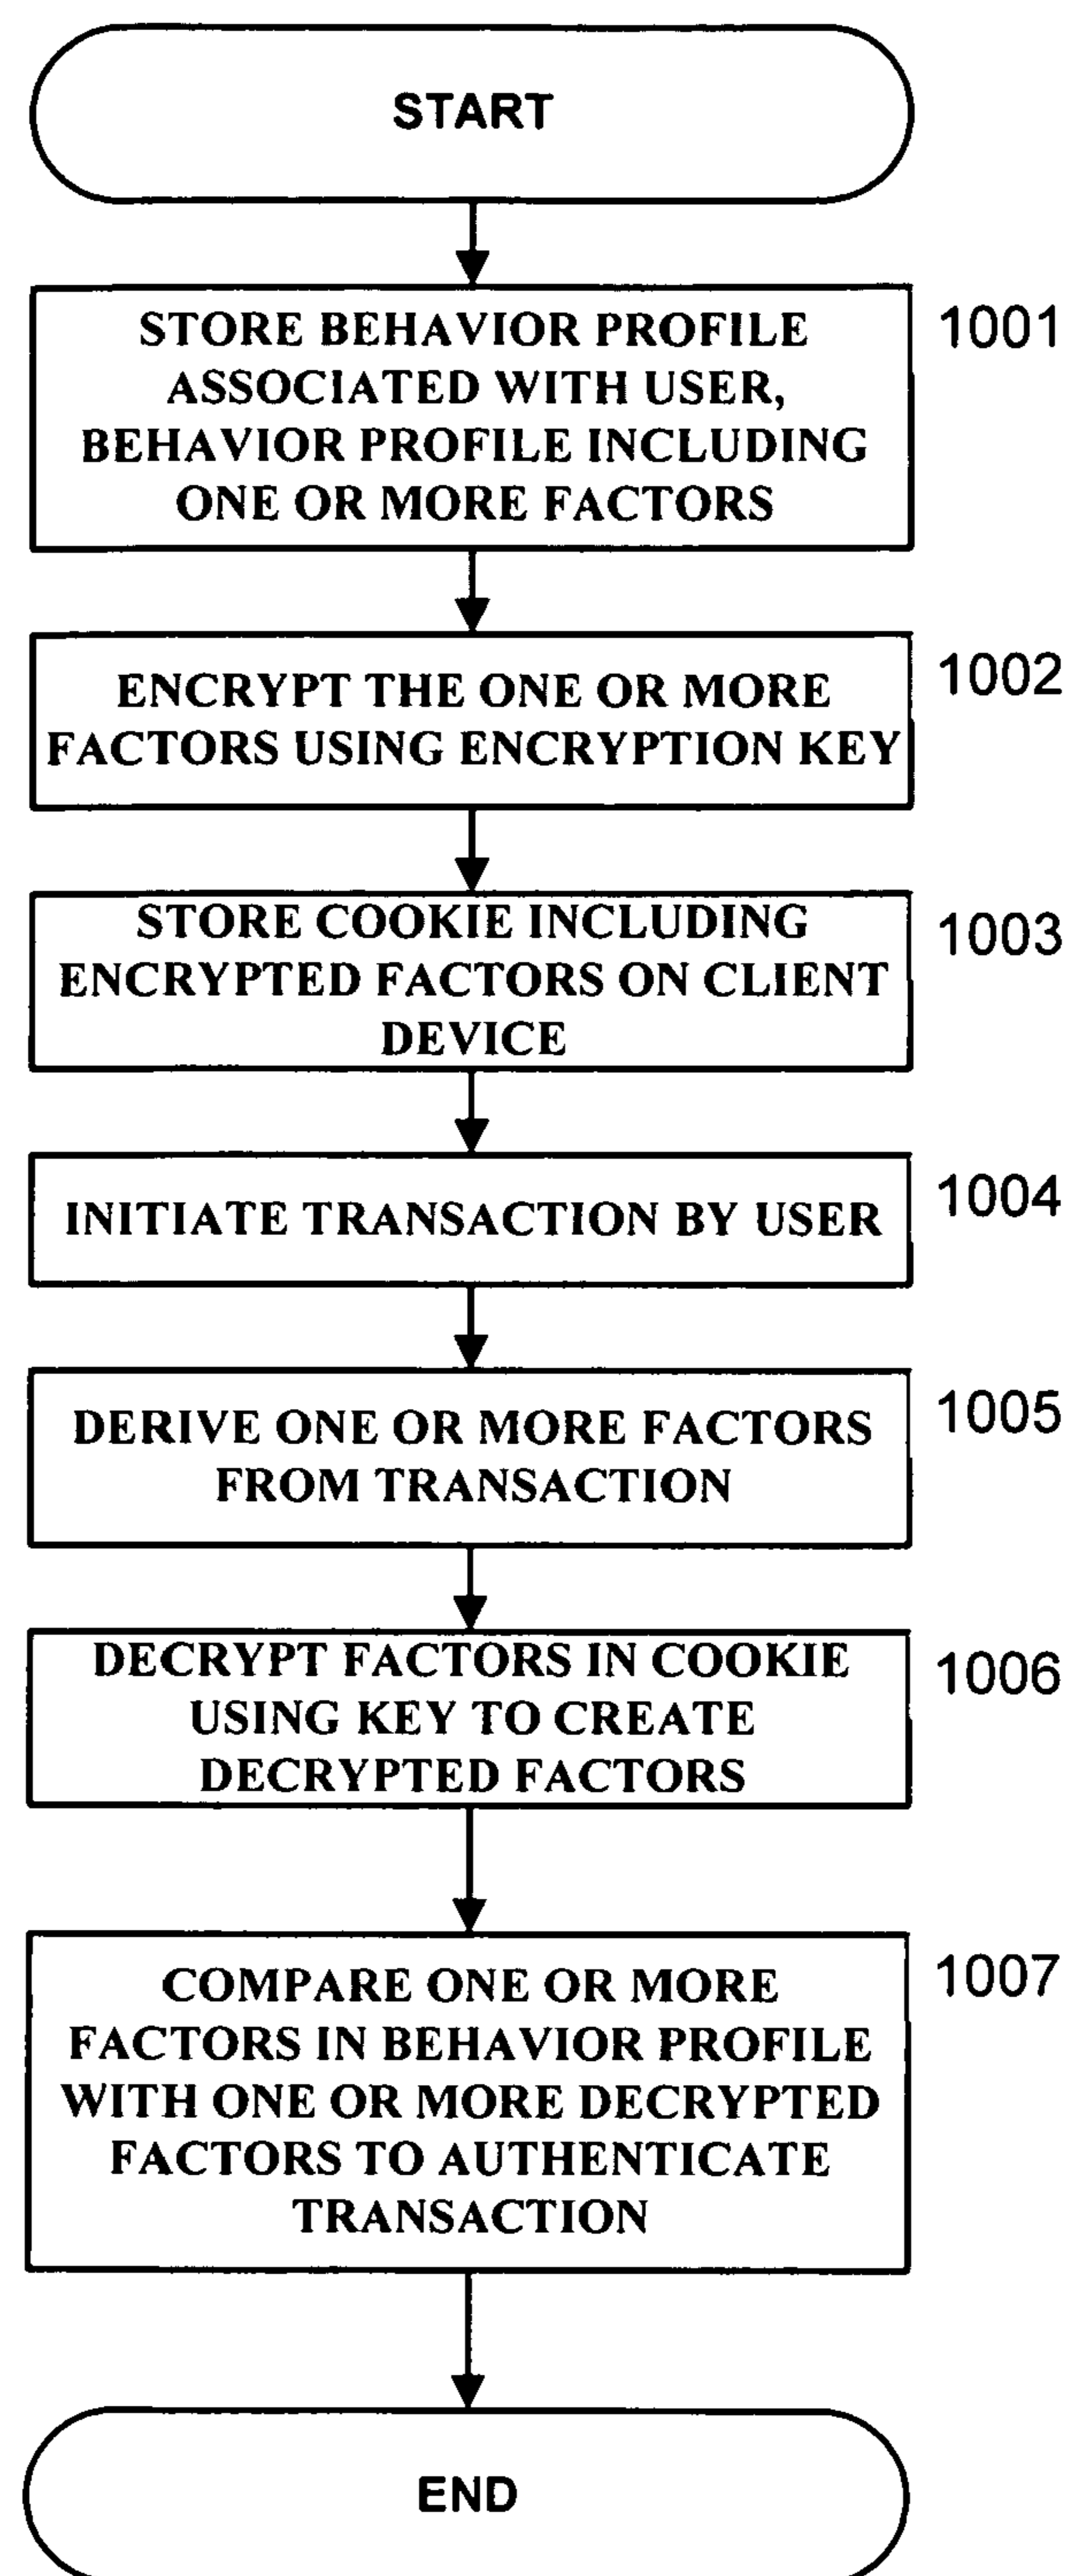 START
STORE BEHAVIOR PROFILE
ASSOCIATED WITH USER,
BEHAVIOR PROFILE INCLUDING
ONE OR MORE FACTORS
1001
ENCRYPT THE ONE OR MORE
FACTORS USING ENCRYPTION KEY
1002
STORE COOKIE INCLUDING
ENCRYPTED FACTORS ON CLIENT
DEVICE
1003
INITIATE TRANSACTION BY USER
1004
DERIVE ONE OR MORE FACTORS
FROM TRANSACTION
1005
DECRYPT FACTORS IN COOKIE
USING KEY TO CREATE
DECRYPTED FACTORS
1006
COMPARE ONE OR MORE
FACTORS IN BEHAVIOR PROFILE
WITH ONE OR MORE DECRYPTED
FACTORS TO AUTHENTICATE
TRANSACTION
1007
END